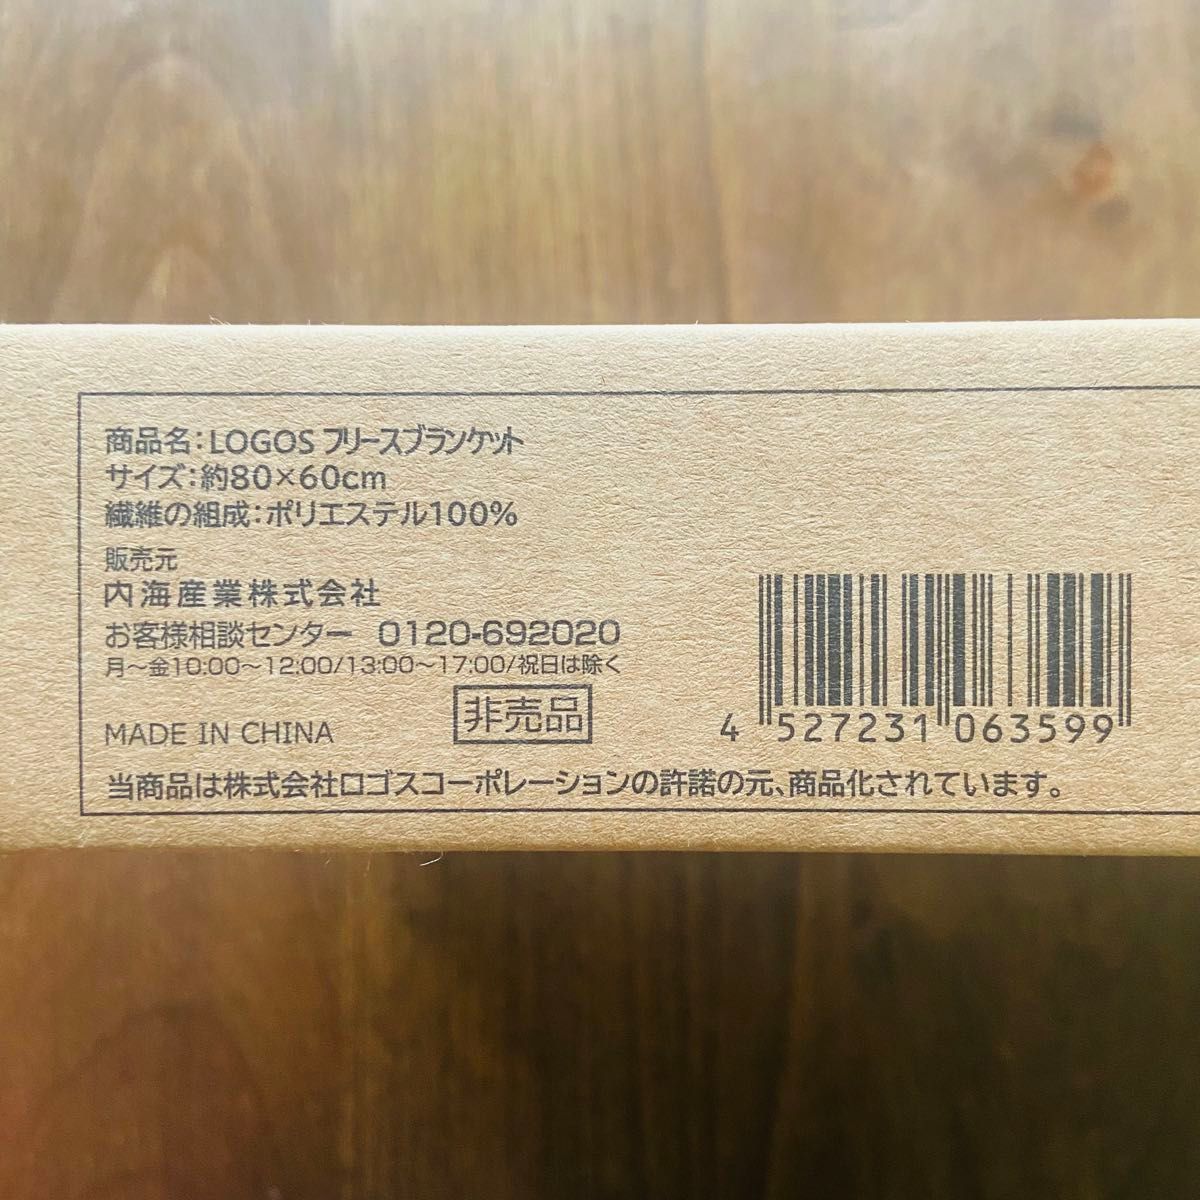 商品名：LOGOS フリースブランケット
サイズ：約80×60cm
繊維の組成：ポリエステル100%
販売元
内海産業株式会社
お客様相談センター 0120-692020
月〜金10:00〜12:00/13:00〜17:00/祝日は除く
MADE IN CHINA
非売品
4 527231 063599
当商品は株式会社ロゴスコーポレーションの許諾の元、商品化されています。